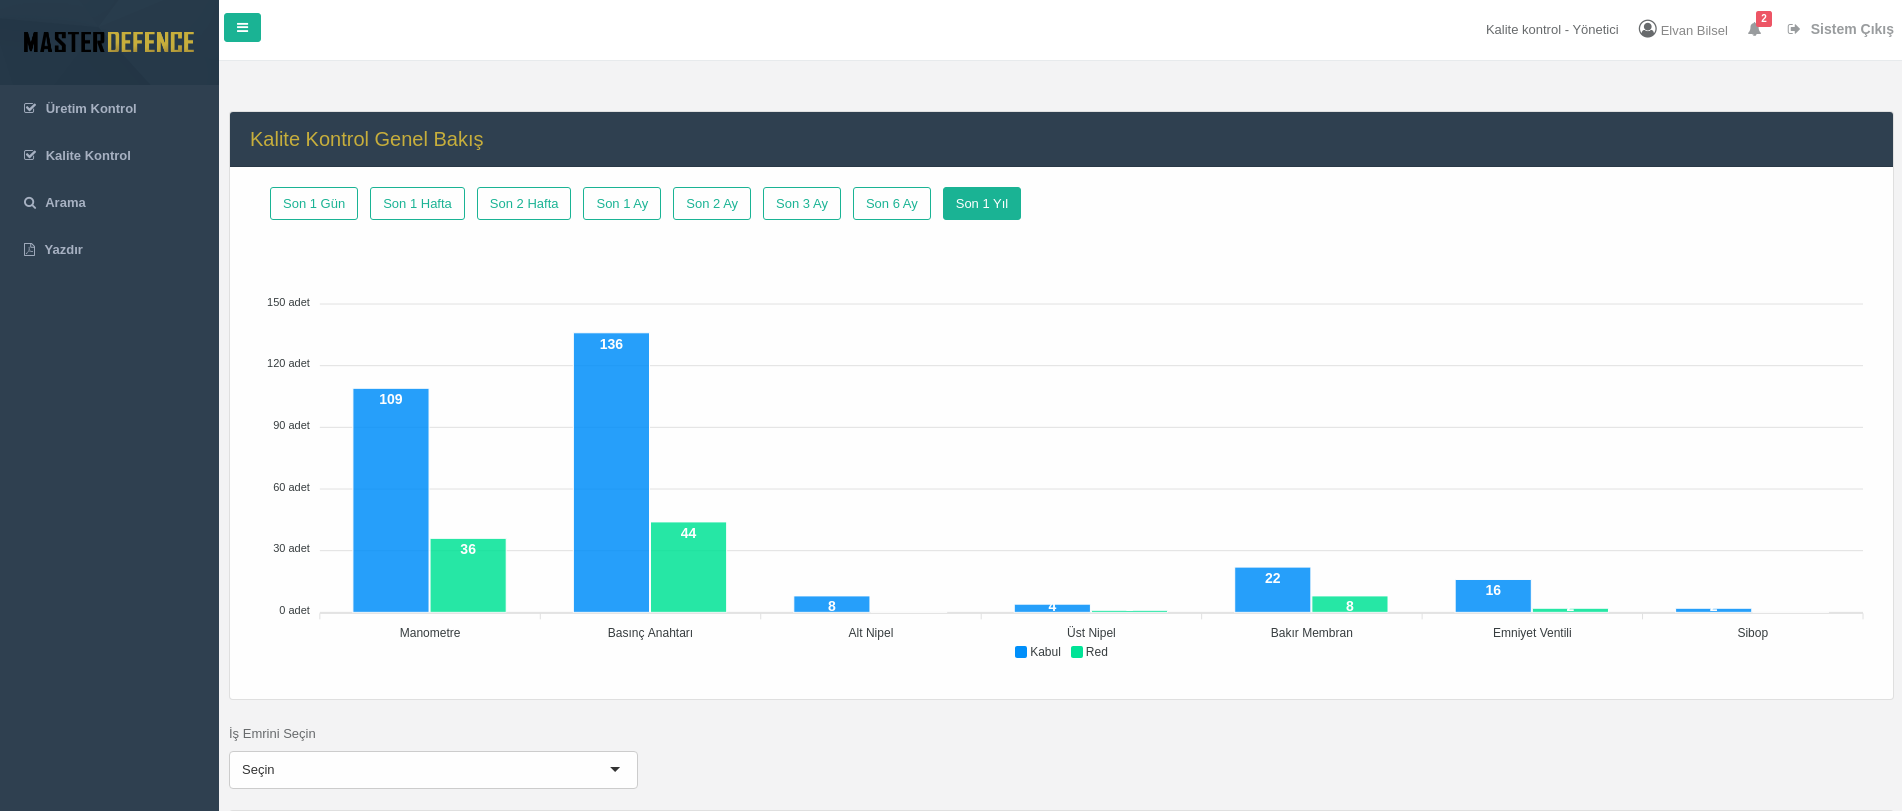 MASTERDEFENCE
Kalite kontrol - Yönetici
Elvan Bilsel
2
Sistem Çıkış
Üretim Kontrol
Kalite Kontrol
Arama
Yazdır
Kalite Kontrol Genel Bakış
Son 1 Gün
Son 1 Hafta
Son 2 Hafta
Son 1 Ay
Son 2 Ay
Son 3 Ay
Son 6 Ay
Son 1 Yıl
150 adet
120 adet
90 adet
60 adet
30 adet
0 adet
109
36
136
44
8
4
22
8
16
Manometre
Basınç Anahtarı
Alt Nipel
Üst Nipel
Bakır Membran
Emniyet Ventili
Sibop
Kabul
Red
İş Emrini Seçin
Seçin